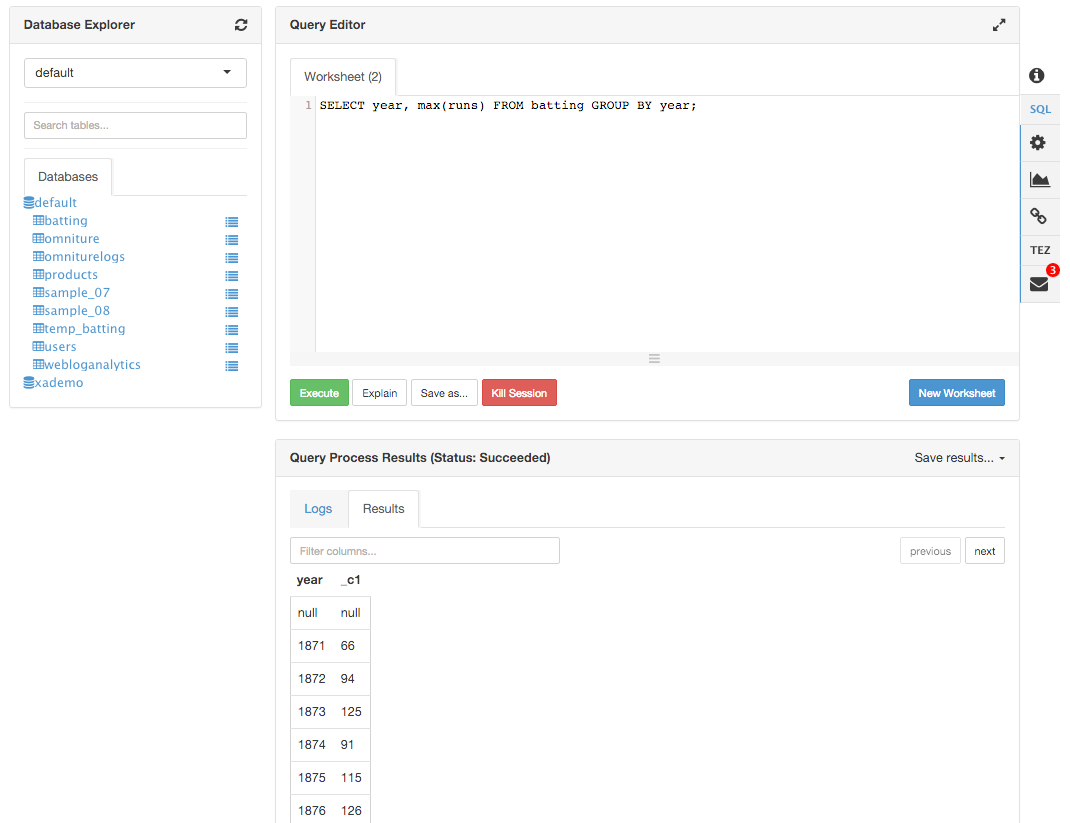 Database Explorer
default
Search tables...
Databases
default
batting
omniture
omniturelogs
products
sample_07
sample_08
temp_batting
users
webloganalytics
xademo
Query Editor
Worksheet (2)
1 SELECT year, max(runs) FROM batting GROUP BY year;
Execute Explain Save as... Kill Session New Worksheet
SQL
TEZ
3
Query Process Results (Status: Succeeded) Save results...
Logs Results
Filter columns... previous next
year _c1
null null
1871 66
1872 94
1873 125
1874 91
1875 115
1876 126